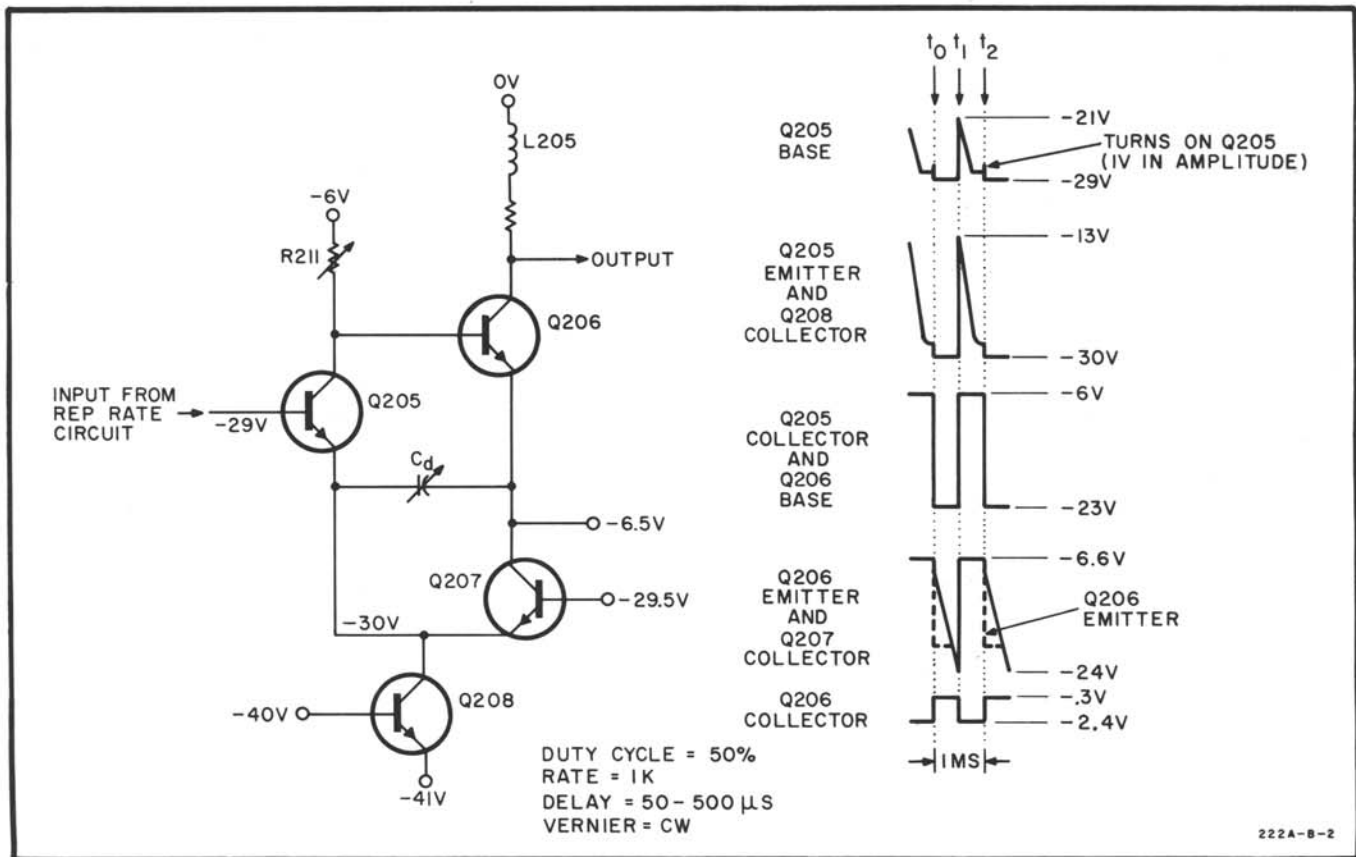 0V
L205
-6V
R211
OUTPUT
Q206
INPUT FROM
REP RATE
CIRCUIT
-29V
Q205
Cd
-6.5V
Q207
-29.5V
-30V
-40V
Q208
-41V
DUTY CYCLE = 50%
RATE = 1K
DELAY = 50-500 µS
VERNIER = CW
t0 t1 t2
Q205
BASE
-21V
TURNS ON Q205
(1V IN AMPLITUDE)
-29V
Q205
EMITTER
AND
Q208
COLLECTOR
-13V
-30V
Q205
COLLECTOR
AND
Q206
BASE
-6V
-23V
Q206
EMITTER
AND
Q207
COLLECTOR
-6.6V
Q206
EMITTER
-24V
Q206
COLLECTOR
-.3V
-2.4V
1MS
222A-B-2